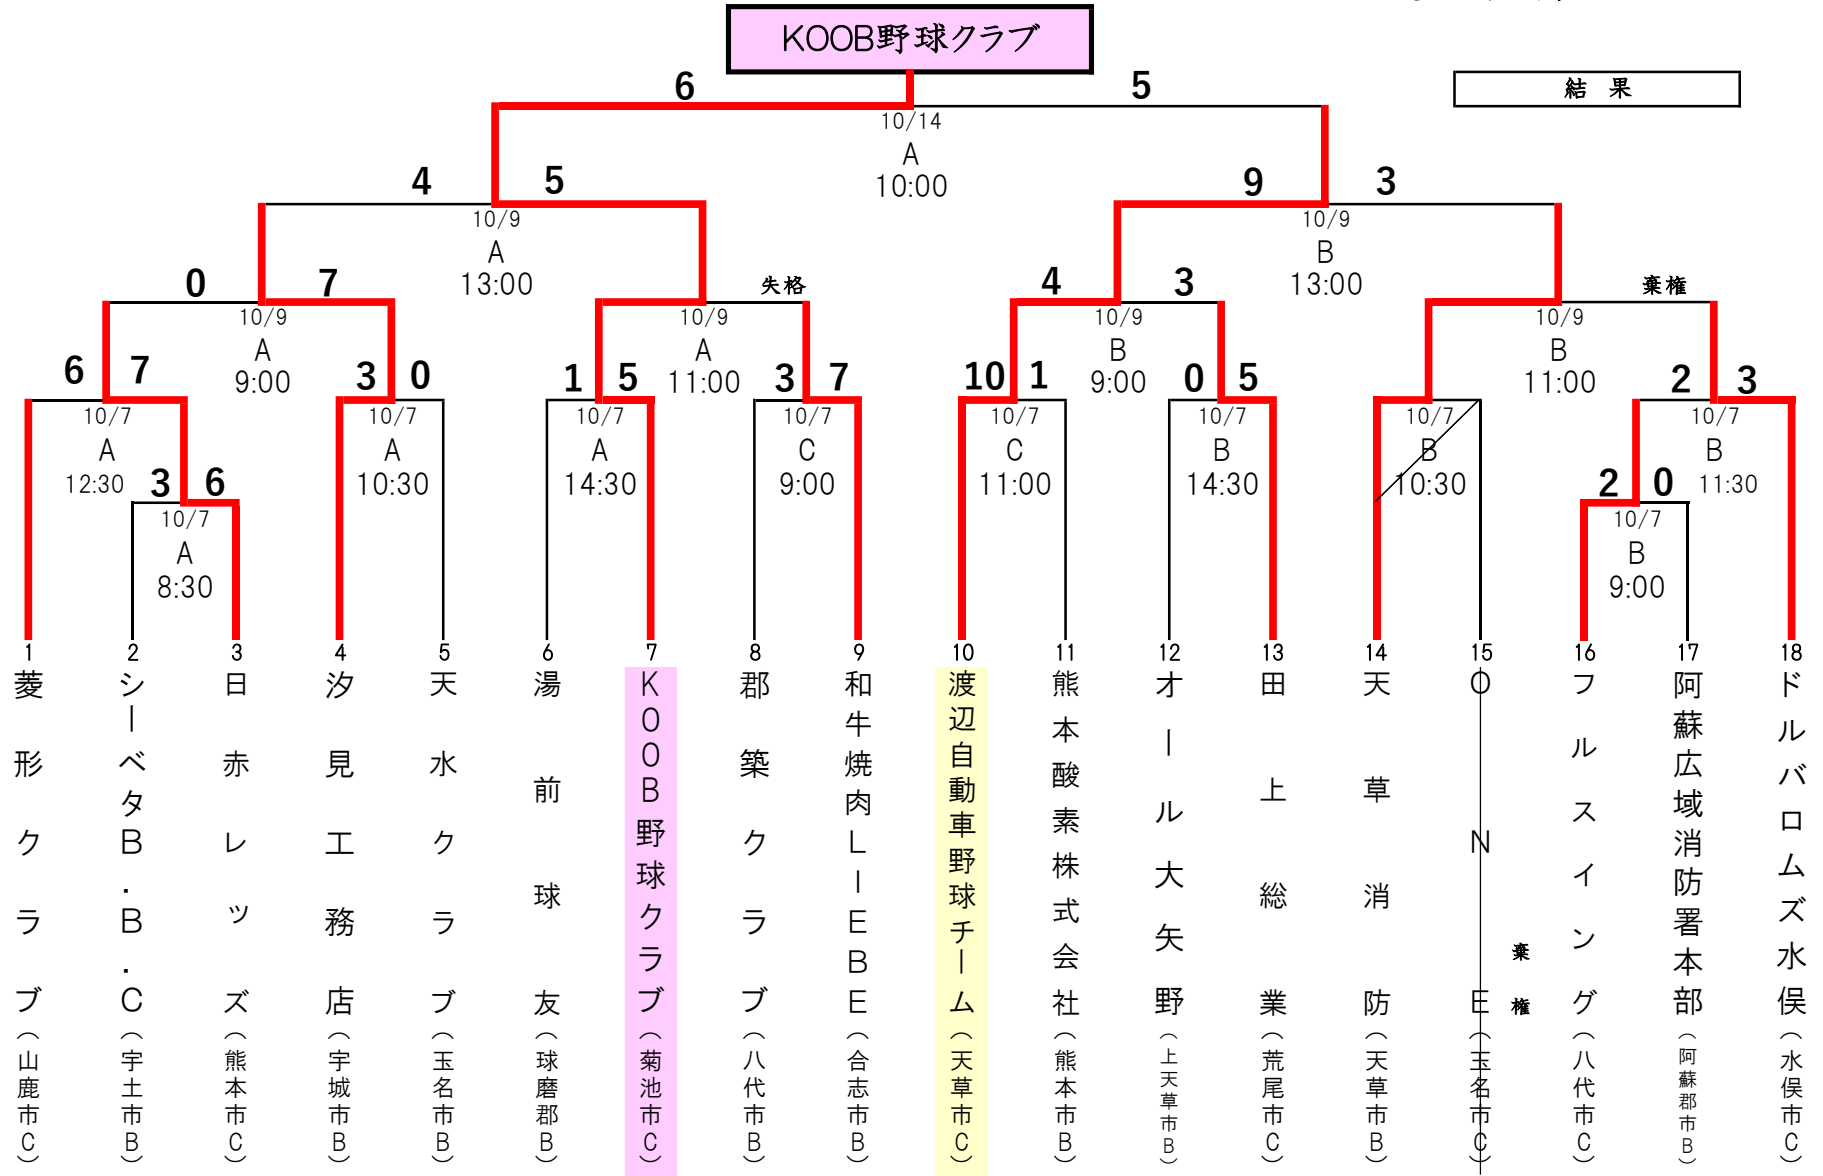 KOOB野球クラブ
結 果
6 5
10/14
A
10:00
4 5
10/9
A
13:00
9 3
10/9
B
13:00
0 7
10/9
A
9:00
失格
10/9
A
11:00
4 3
10/9
B
9:00
棄権
10/9
B
11:00
6 7
10/7
A
12:30
3 0
10/7
A
10:30
1 5
10/7
A
14:30
3 7
10/7
C
9:00
10 1
10/7
C
11:00
0 5
10/7
B
14:30
10/7
B
10:30
2 3
10/7
B
11:30
3 6
10/7
A
8:30
2 0
10/7
B
9:00
1 菱形クラブ(山鹿市C)
2 シーベタB.B.C(宇土市B)
3 日赤レッズ(熊本市C)
4 汐見工務店(宇城市B)
5 天水クラブ(玉名市B)
6 湯前球友(球磨郡B)
7 KOOB野球クラブ(菊池市C)
8 郡築クラブ(八代市B)
9 和牛焼肉LIEBE(合志市B)
10 渡辺自動車野球チーム(天草市C)
11 熊本酸素株式会社(熊本市B)
12 オール大矢野(上天草市B)
13 田上総業(荒尾市C)
14 天草消防(天草市B)
15 ONE(玉名市C)
棄権
16 フルスイング(八代市C)
17 阿蘇広域消防署本部(阿蘇郡市B)
18 ドルバロムズ水俣(水俣市C)